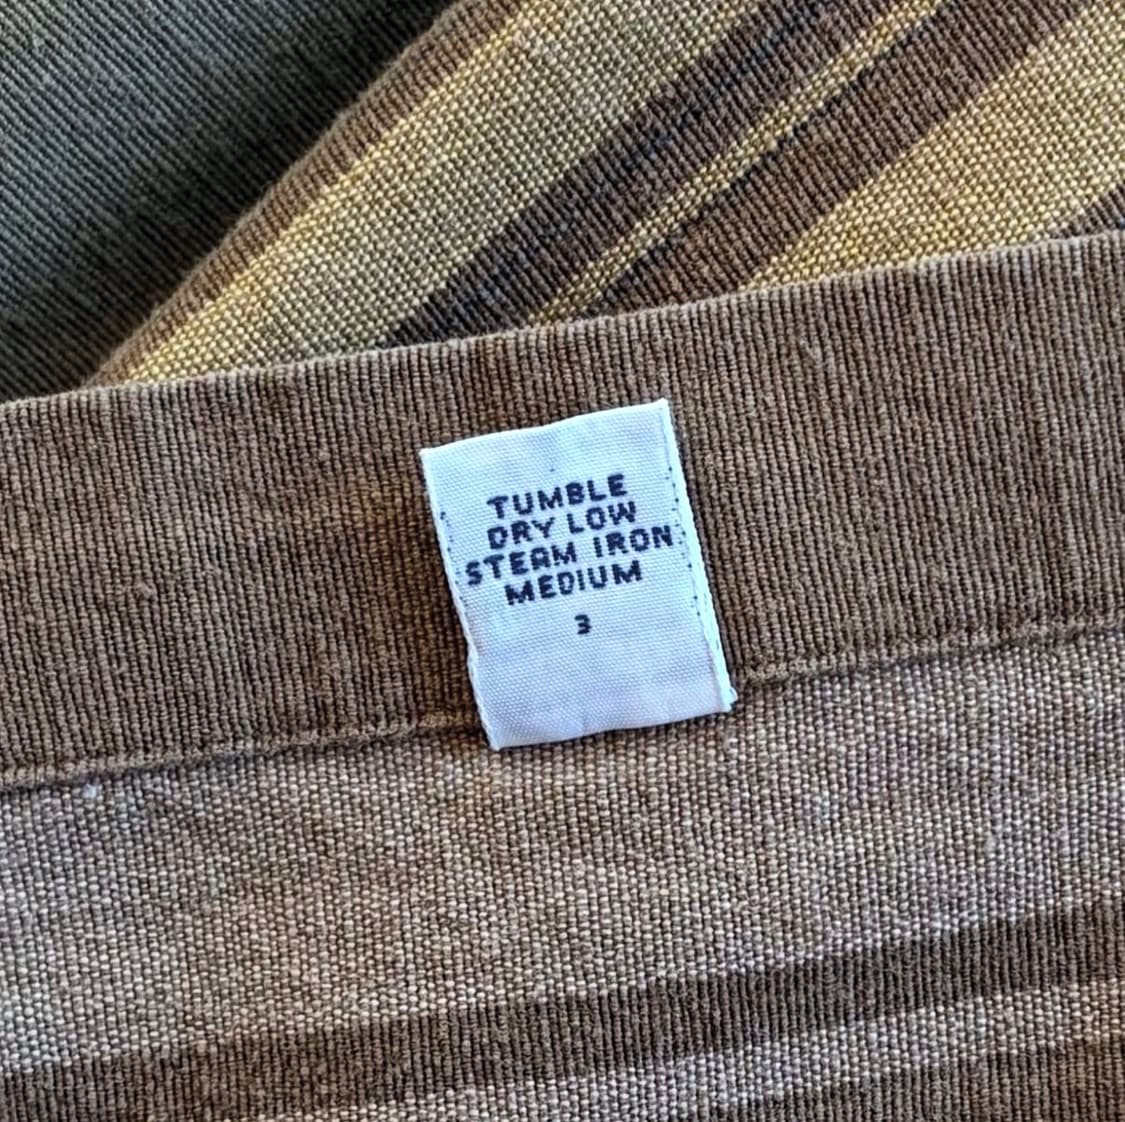 TUMBLE
DRY LOW
STEAM IRON
MEDIUM
3